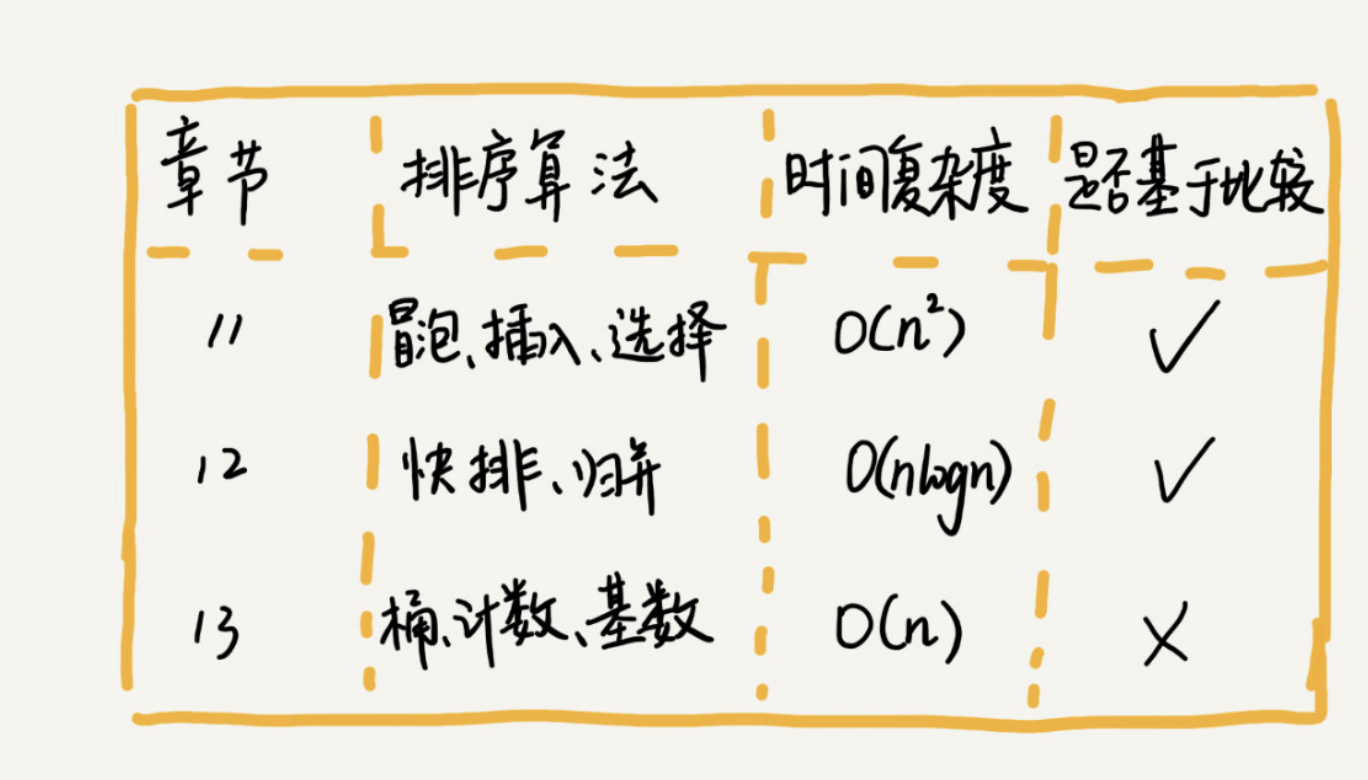 章节 排序算法 时间复杂度 是否基于比较
11 冒泡、插入、选择 O(n²) ✓
12 快排、归并 O(nlogn) ✓
13 桶、计数、基数 O(n) ✗